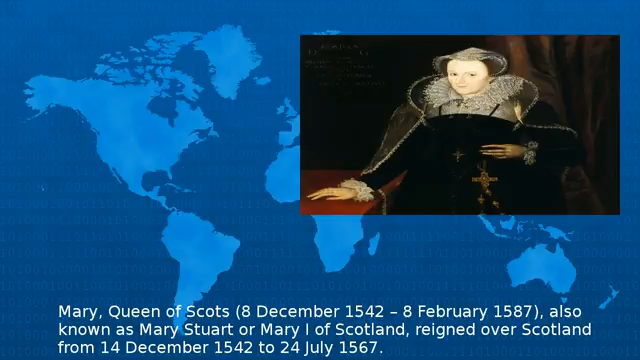 Mary, Queen of Scots (8 December 1542 – 8 February 1587), also
known as Mary Stuart or Mary I of Scotland, reigned over Scotland
from 14 December 1542 to 24 July 1567.